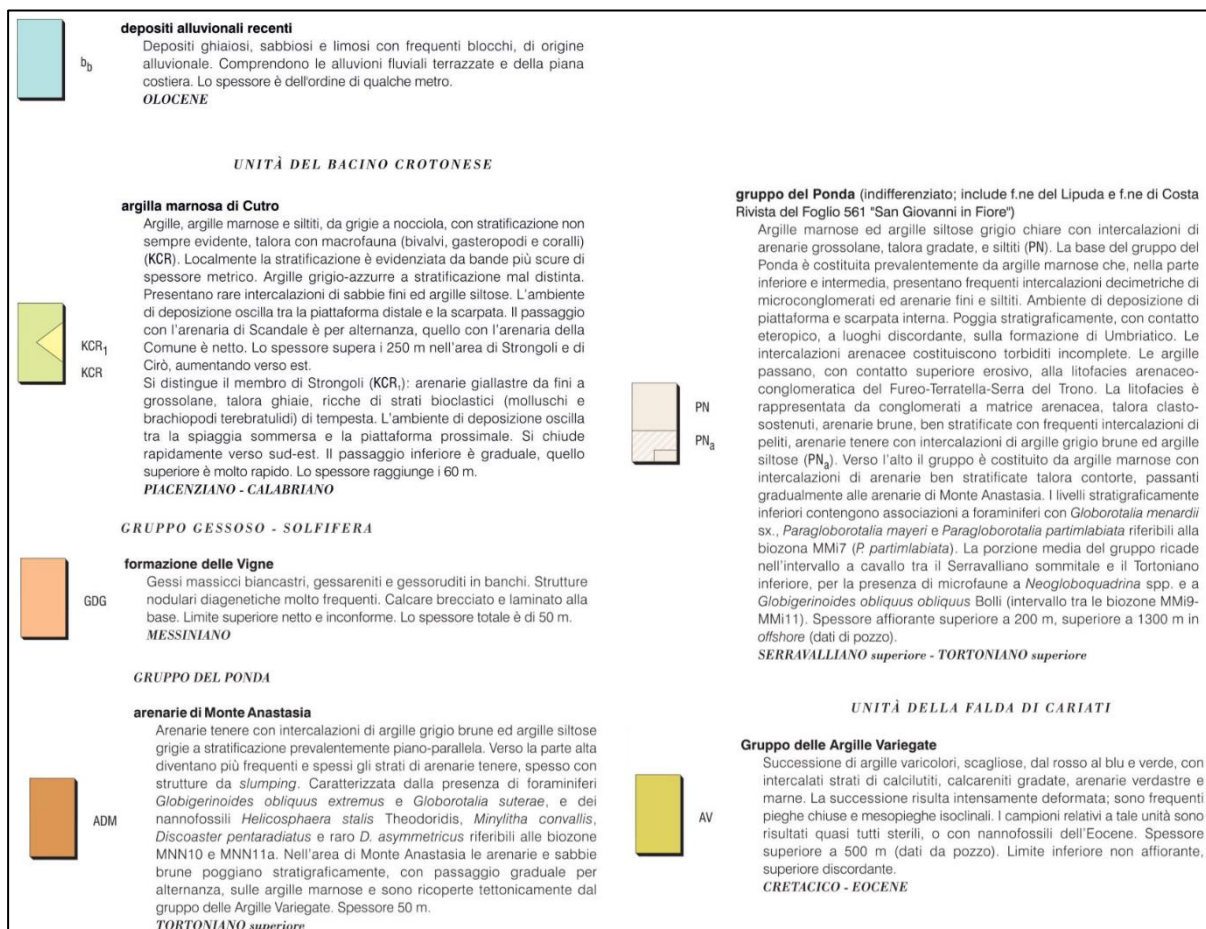 depositi alluvionali recenti
Depositi ghiaiosi, sabbiosi e limosi con frequenti blocchi, di origine
alluvionale. Comprendono le alluvioni fluviali terrazzate e della piana
costiera. Lo spessore è dell'ordine di qualche metro.
OLOCENE
bb
UNITÀ DEL BACINO CROTONESE
argilla marnosa di Cutro
Argille, argille marnose e siltiti, da grigie a nocciola, con stratificazione non
sempre evidente, talora con macrofauna (bivalvi, gasteropodi e coralli)
(KCR). Localmente la stratificazione è evidenziata da bande più scure di
spessore metrico. Argille grigio-azzurre a stratificazione mal distinta.
Presentano rare intercalazioni di sabbie fini ed argille siltose. L'ambiente
di deposizione oscilla tra la piattaforma distale e la scarpata. Il passaggio
con l'arenaria di Scandale è per alternanza, quello con l'arenaria della
Comune è netto. Lo spessore supera i 250 m nell'area di Strongoli e di
Cirò, aumentando verso est.
Si distingue il membro di Strongoli (KCR1): arenarie giallastre da fini a
grossolane, talora ghiaie, ricche di strati bioclastici (molluschi e
brachiopodi terebratulidi) di tempesta. L'ambiente di deposizione oscilla
tra la spiaggia sommersa e la piattaforma prossimale. Si chiude
rapidamente verso sud-est. Il passaggio inferiore è graduale, quello
superiore è molto rapido. Lo spessore raggiunge i 60 m.
PIACENZIANO - CALABRIANO
KCR1
KCR
GRUPPO GESSOSO - SOLFIFERA
formazione delle Vigne
Gessi massicci biancastri, gessareniti e gessoruditi in banchi. Strutture
nodulari diagenetiche molto frequenti. Calcare brecciato e laminato alla
base. Limite superiore netto e inconforme. Lo spessore totale è di 50 m.
MESSINIANO
GDG
GRUPPO DEL PONDA
arenarie di Monte Anastasia
Arenarie tenere con intercalazioni di argille grigio brune ed argille siltose
grigie a stratificazione prevalentemente piano-parallela. Verso la parte alta
diventano più frequenti e spessi gli strati di arenarie tenere, spesso con
strutture da slumping. Caratterizzata dalla presenza di foraminiferi
Globigerinoides obliquus extremus e Globorotalia suterae, e dei
nannofossili Helicosphaera stalis Theodoridis, Minylitha convallis,
Discoaster pentaradiatus e raro D. asymmetricus riferibili alle biozone
MNN10 e MNN11a. Nell'area di Monte Anastasia le arenarie e sabbie
brune poggiano stratigraficamente, con passaggio graduale per
alternanza, sulle argille marnose e sono ricoperte tettonicamente dal
gruppo delle Argille Variegate. Spessore 50 m.
TORTONIANO superiore
ADM
gruppo del Ponda (indifferenziato; include f.ne del Lipuda e f.ne di Costa
Rivista del Foglio 561 "San Giovanni in Fiore")
Argille marnose ed argille siltose grigio chiare con intercalazioni di
arenarie grossolane, talora gradate, e siltiti (PN). La base del gruppo del
Ponda è costituita prevalentemente da argille marnose che, nella parte
inferiore e intermedia, presentano frequenti intercalazioni decimetriche di
microconglomerati ed arenarie fini e siltiti. Ambiente di deposizione di
piattaforma e scarpata interna. Poggia stratigraficamente, con contatto
eteropico, a luoghi discordante, sulla formazione di Umbriatico. Le
intercalazioni arenacee costituiscono torbiditi incomplete. Le argille
passano, con contatto superiore erosivo, alla litofacies arenaceo-
conglomeratica del Fureo-Terratella-Serra del Trono. La litofacies è
rappresentata da conglomerati a matrice arenacea, talora clasto-
sostenuti, arenarie brune, ben stratificate con frequenti intercalazioni di
peliti, arenarie tenere con intercalazioni di argille grigio brune ed argille
siltose (PNa). Verso l'alto il gruppo è costituito da argille marnose con
intercalazioni di arenarie ben stratificate talora contorte, passanti
gradualmente alle arenarie di Monte Anastasia. I livelli stratigraficamente
inferiori contengono associazioni a foraminiferi con Globorotalia menardii
sx., Paragloborotalia mayeri e Paragloborotalia partimlabiata riferibili alla
biozona MMi7 (P. partimlabiata). La porzione media del gruppo ricade
nell'intervallo a cavallo tra il Serravalliano sommitale e il Tortoniano
inferiore, per la presenza di microfaune a Neogloboquadrina spp. e a
Globigerinoides obliquus obliquus Bolli (intervallo tra le biozone MMi9-
MMi11). Spessore affiorante superiore a 200 m, superiore a 1300 m in
offshore (dati di pozzo).
SERRAVALLIANO superiore - TORTONIANO superiore
PN
PNa
UNITÀ DELLA FALDA DI CARIATI
Gruppo delle Argille Variegate
Successione di argille varicolori, scagliose, dal rosso al blu e verde, con
intercalati strati di calcilutiti, calcareniti gradate, arenarie verdastre e
marne. La successione risulta intensamente deformata; sono frequenti
pieghe chiuse e mesopieghe isoclinali. I campioni relativi a tale unità sono
risultati quasi tutti sterili, o con nannofossili dell'Eocene. Spessore
superiore a 500 m (dati da pozzo). Limite inferiore non affiorante,
superiore discordante.
CRETACICO - EOCENE
AV